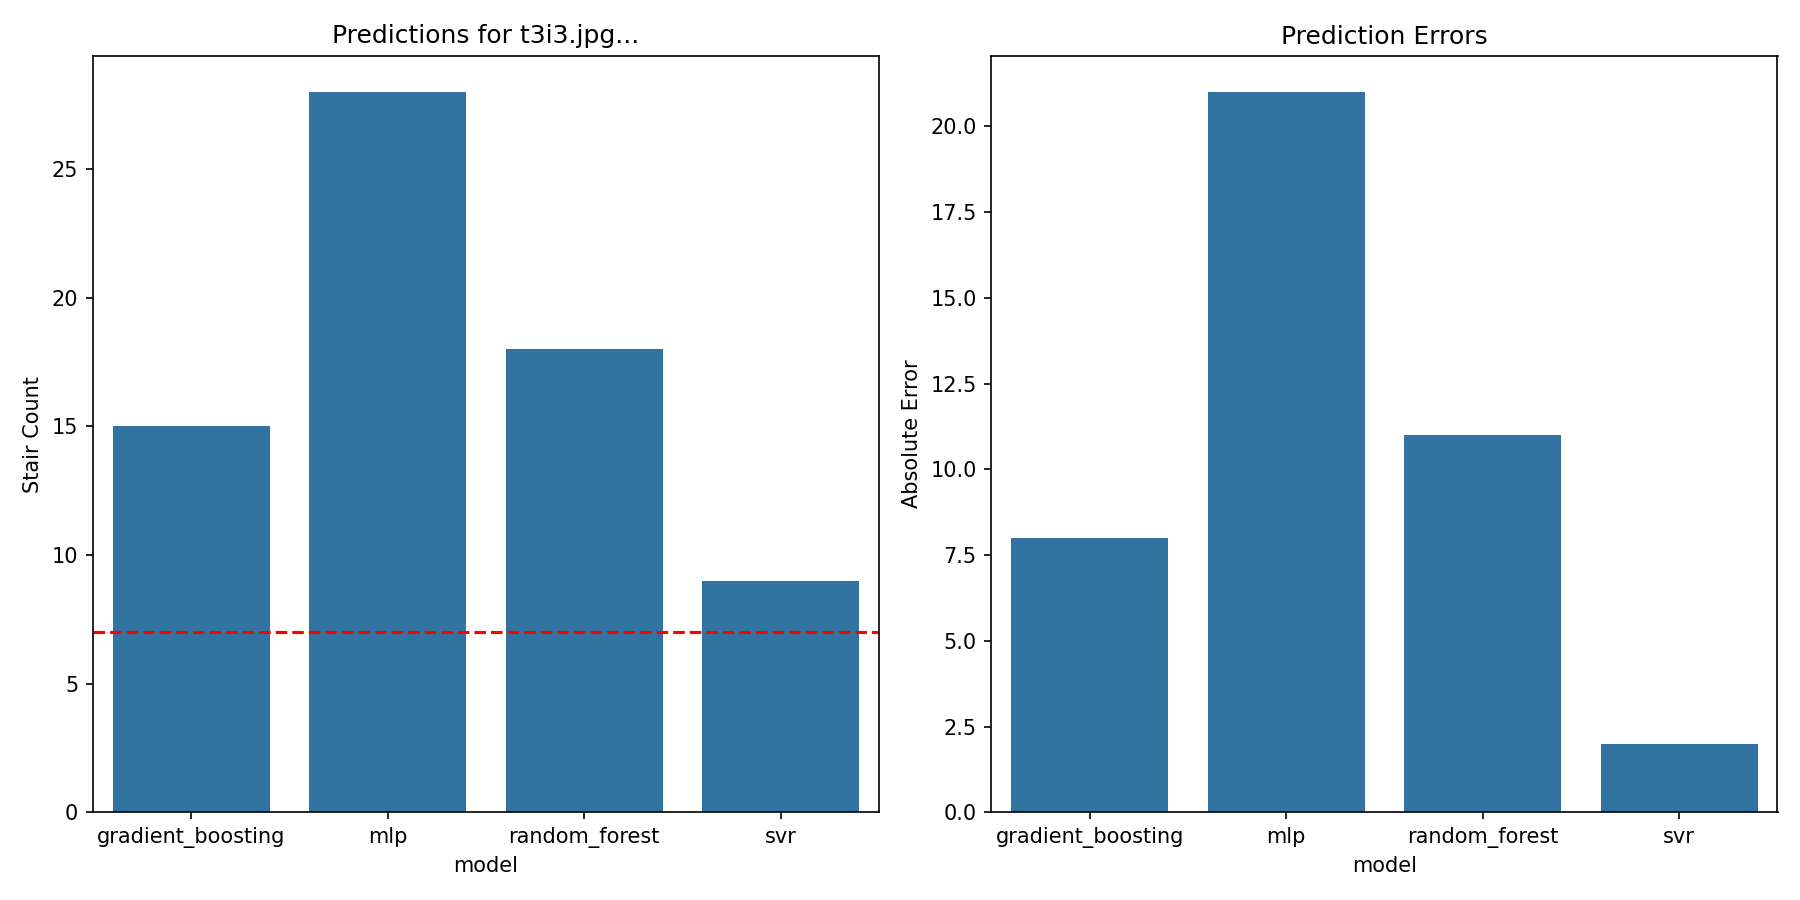 Predictions for t3i3.jpg...
Stair Count
25
20
15
10
5
0
gradient_boosting mlp random_forest svr
model
Prediction Errors
Absolute Error
20.0
17.5
15.0
12.5
10.0
7.5
5.0
2.5
0.0
gradient_boosting mlp random_forest svr
model